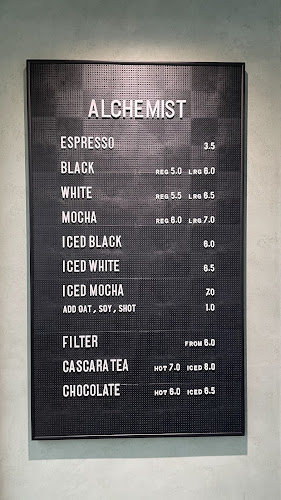 ALCHEMIST
ESPRESSO 3.5
BLACK REG 5.0 LRG 6.0
WHITE REG 5.5 LRG 6.5
MOCHA REG 6.0 LRG 7.0
ICED BLACK 6.0
ICED WHITE 6.5
ICED MOCHA 7.0
ADD OAT, SOY, SHOT 1.0
FILTER FROM 6.0
CASCARA TEA HOT 7.0 ICED 8.0
CHOCOLATE HOT 6.0 ICED 6.5